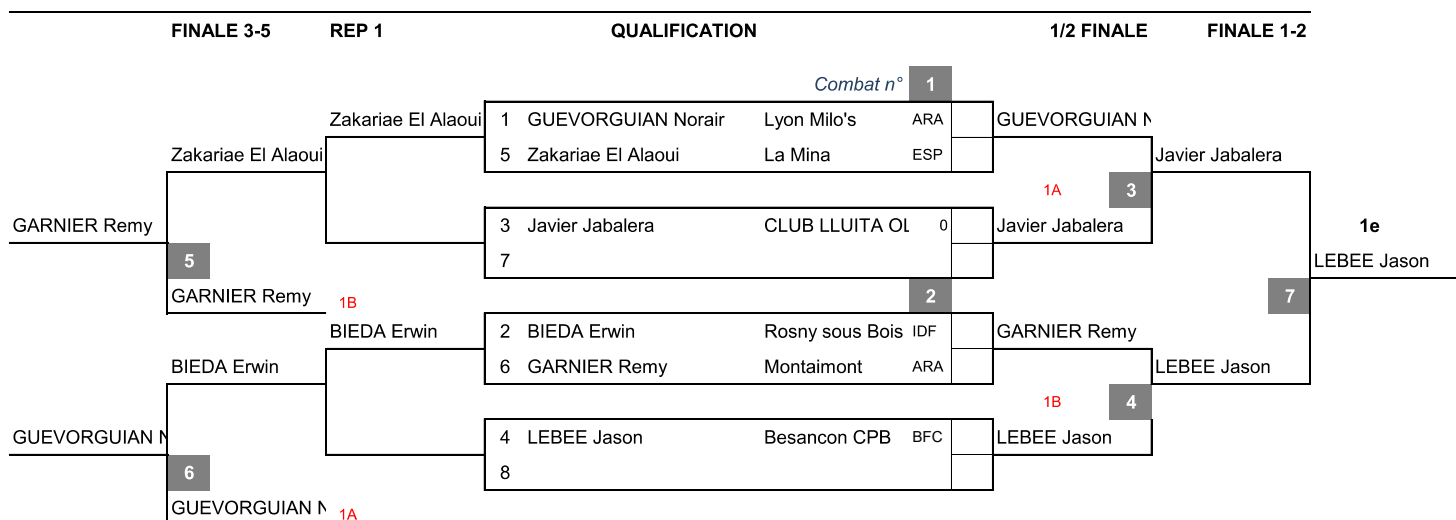 FINALE 3-5 REP 1 QUALIFICATION 1/2 FINALE FINALE 1-2
Combat n° 1
Zakariae El Alaoui 1 GUEVORGUIAN Norair Lyon Milo's ARA GUEVORGUIAN N
Zakariae El Alaoui 5 Zakariae El Alaoui La Mina ESP Javier Jabalera
1A 3
GARNIER Remy 3 Javier Jabalera CLUB LLUITA OL 0 Javier Jabalera 1e
5 7 LEBEE Jason
GARNIER Remy 1B 2 7
BIEDA Erwin 2 BIEDA Erwin Rosny sous Bois IDF GARNIER Remy
BIEDA Erwin 6 GARNIER Remy Montaimont ARA LEBEE Jason
1B 4
GUEVORGUIAN N 4 LEBEE Jason Besancon CPB BFC LEBEE Jason
6 8
GUEVORGUIAN N 1A